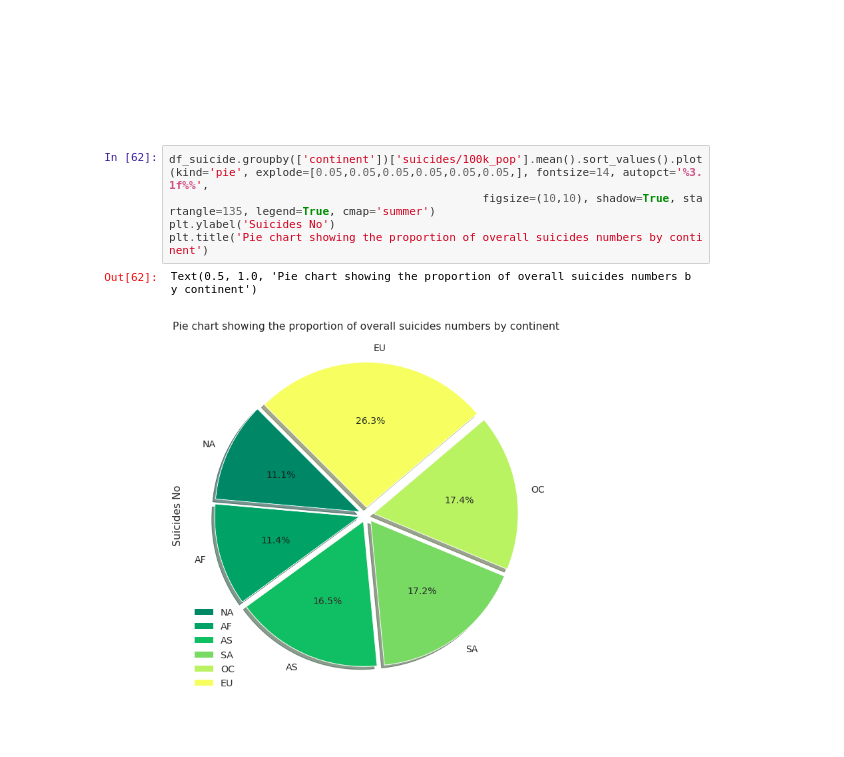 In [62]: df_suicide.groupby(['continent'])['suicides/100k_pop'].mean().sort_values().plot
(kind='pie', explode=[0.05,0.05,0.05,0.05,0.05,0.05,], fontsize=14, autopct='%3.
1f%%',
figsize=(10,10), shadow=True, sta
rtangle=135, legend=True, cmap='summer')
plt.ylabel('Suicides No')
plt.title('Pie chart showing the proportion of overall suicides numbers by conti
nent')
Out[62]: Text(0.5, 1.0, 'Pie chart showing the proportion of overall suicides numbers b
y continent')
Pie chart showing the proportion of overall suicides numbers by continent
EU
26.3%
NA
11.1%
OC
17.4%
Suicides No
11.4%
AF
17.2%
16.5%
SA
AS
NA
AF
AS
SA
OC
EU